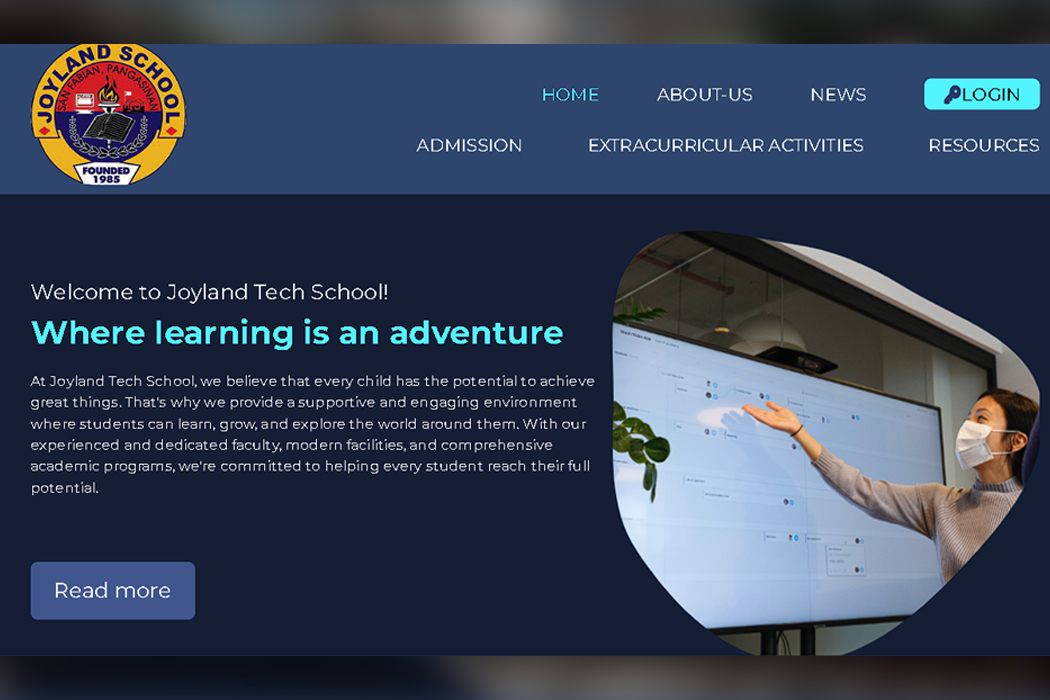 JOYLAND SCHOOL
SAN FABIAN, PANGASINAN
FOUNDED
1985
HOME ABOUT-US NEWS LOGIN
ADMISSION EXTRACURRICULAR ACTIVITIES RESOURCES
Welcome to Joyland Tech School!
Where learning is an adventure
At Joyland Tech School, we believe that every child has the potential to achieve
great things. That's why we provide a supportive and engaging environment
where students can learn, grow, and explore the world around them. With our
experienced and dedicated faculty, modern facilities, and comprehensive
academic programs, we're committed to helping every student reach their full
potential.
Read more